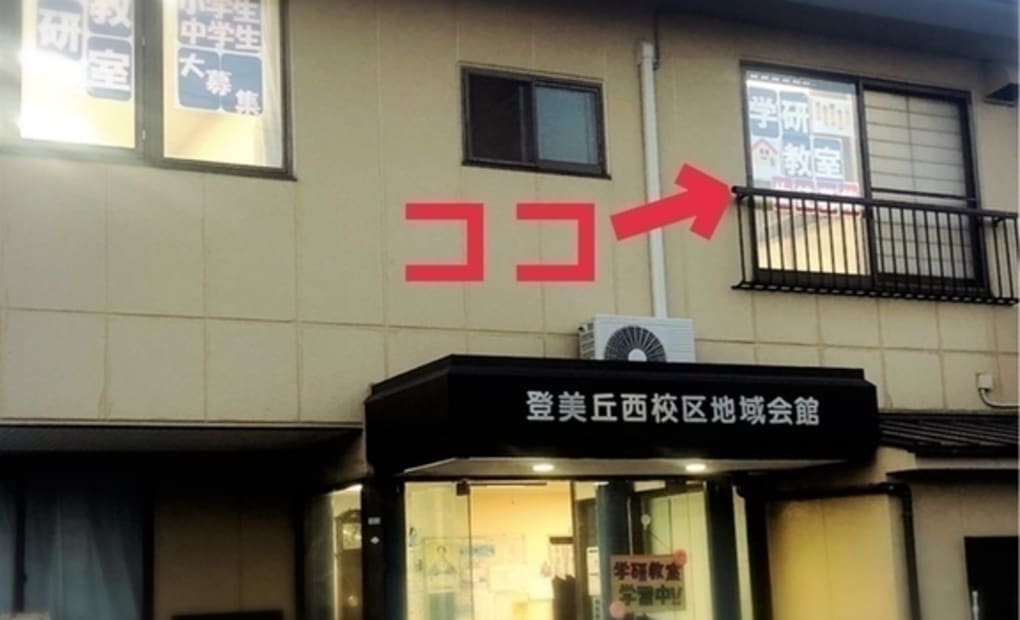 教
研
室
小学生
中学生
大募集
学研
教室
ココ
登美丘西校区地域会館
学研教室
学習中!!